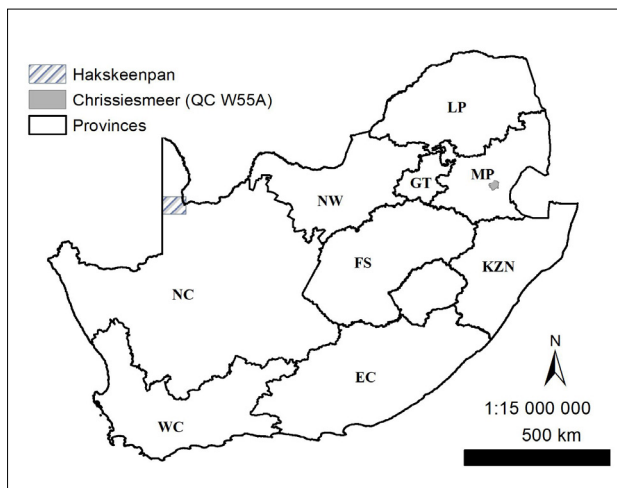 Hakskeenpan
Chrissiesmeer (QC W55A)
Provinces
LP
MP
GT
NW
FS
KZN
NC
EC
WC
N
1:15 000 000
500 km